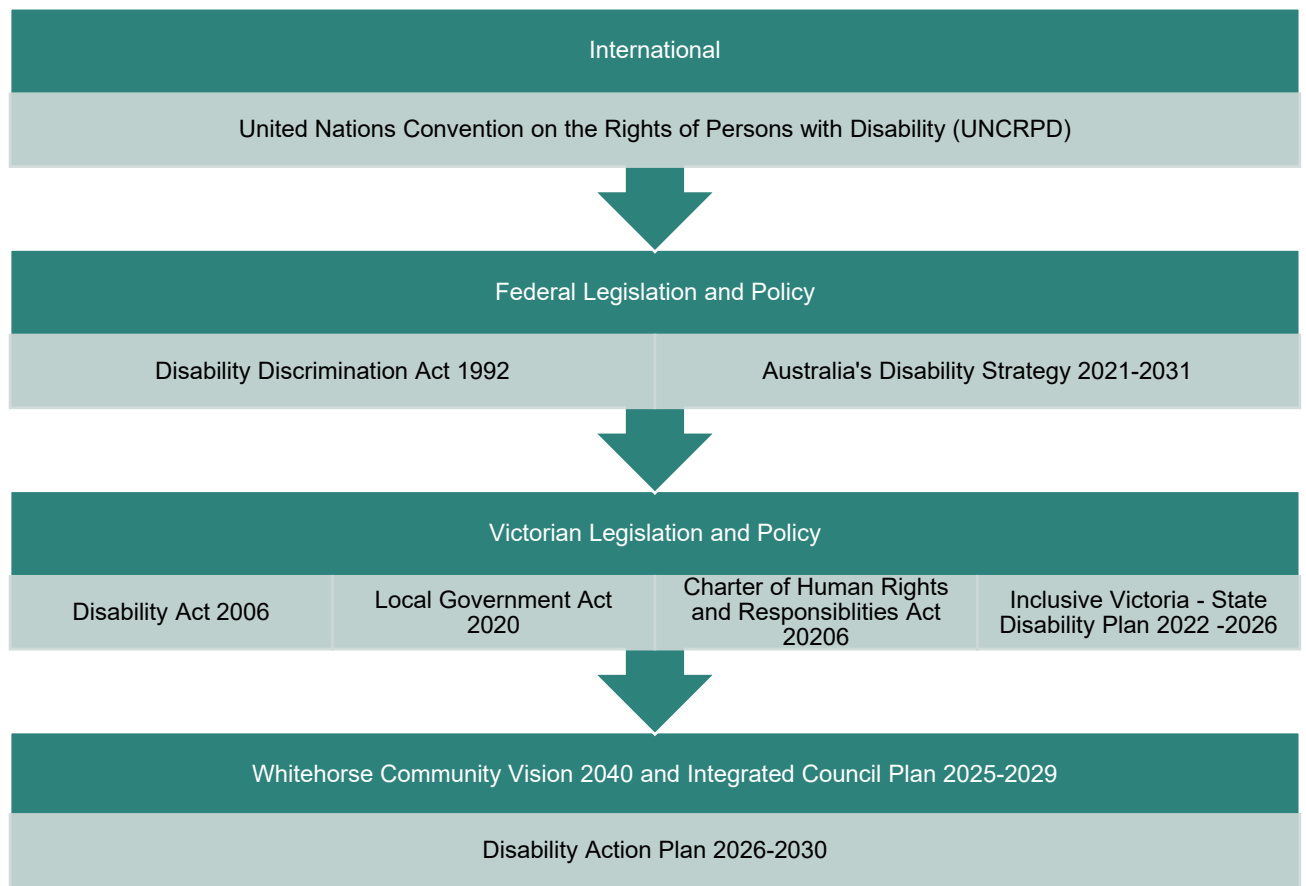 International
United Nations Convention on the Rights of Persons with Disability (UNCRPD)
Federal Legislation and Policy
Disability Discrimination Act 1992
Australia's Disability Strategy 2021-2031
Victorian Legislation and Policy
Disability Act 2006
Local Government Act
2020
Charter of Human Rights
and Responsiblities Act
20206
Inclusive Victoria - State
Disability Plan 2022 -2026
Whitehorse Community Vision 2040 and Integrated Council Plan 2025-2029
Disability Action Plan 2026-2030